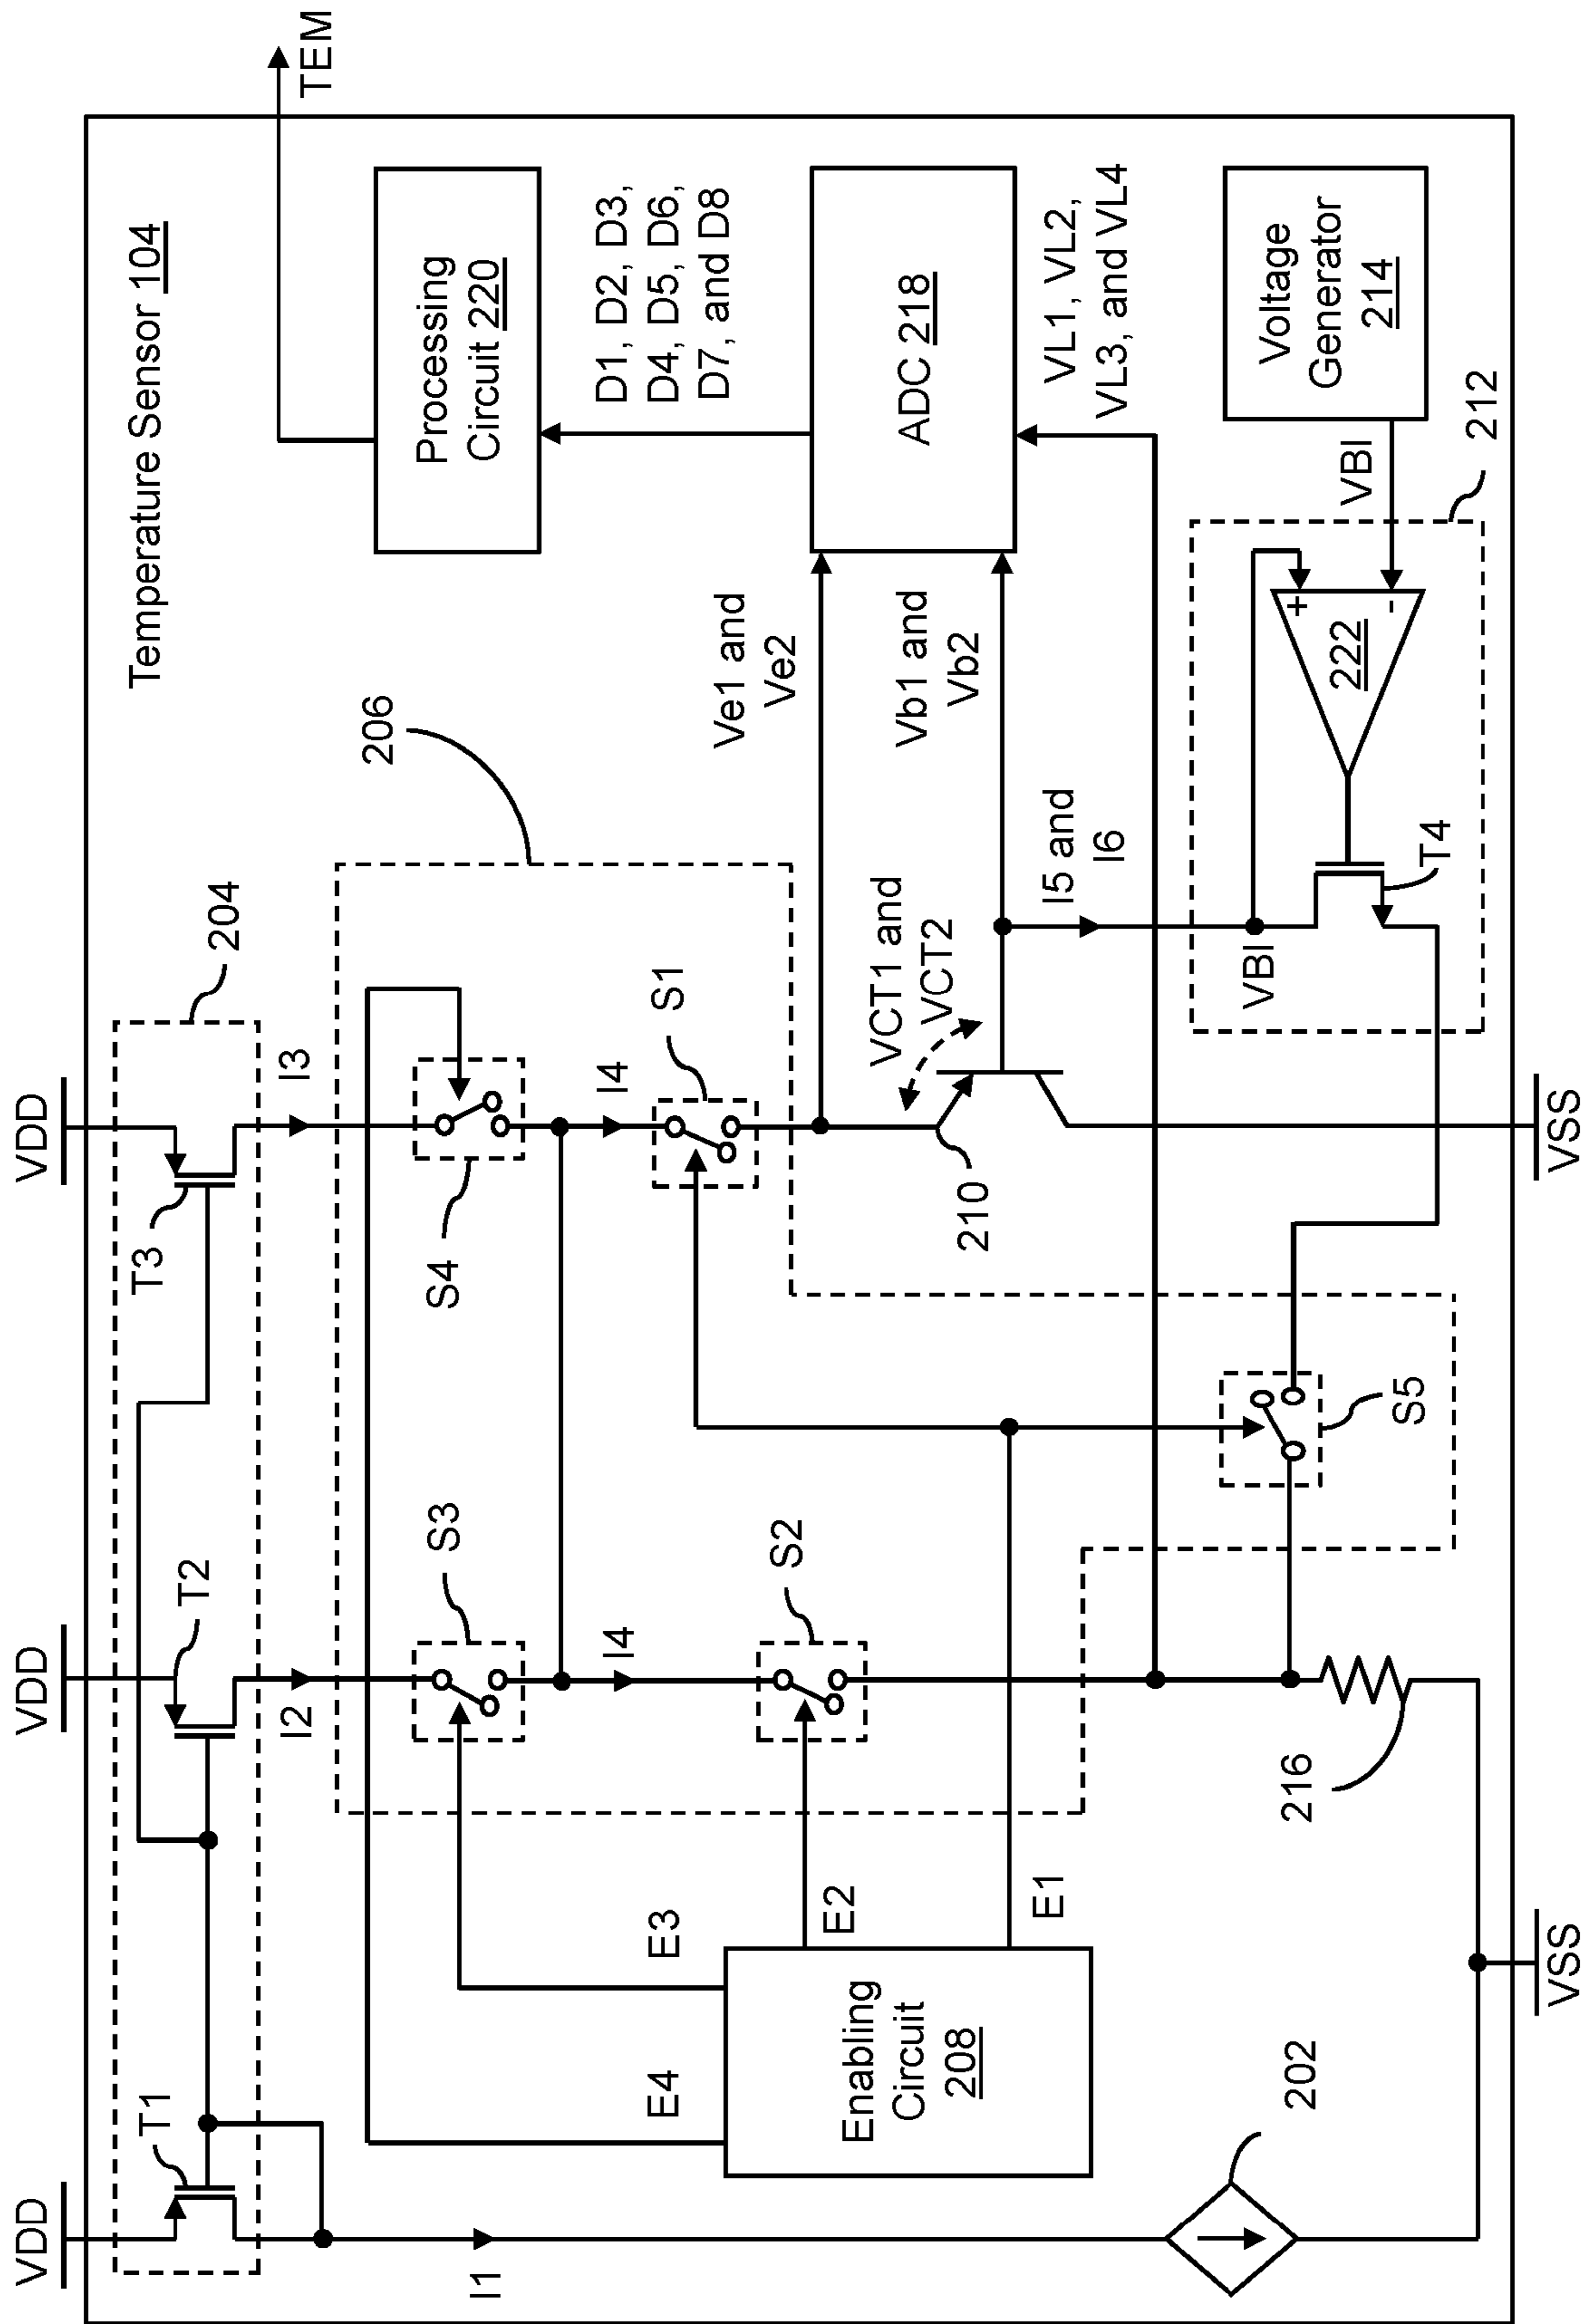 Temperature Sensor 104
TEM
VDD
VDD
VDD
204
T1
T2
T3
I1
I2
I3
206
S3
S4
I4
I4
S1
S2
S5
E4
E3
E2
E1
Enabling
Circuit
208
Processing
Circuit 220
D1, D2, D3,
D4, D5, D6,
D7, and D8
ADC 218
Ve1 and
Ve2
Vb1 and
Vb2
VL1, VL2,
VL3, and VL4
VCT1 and
VCT2
210
I5 and
I6
Voltage
Generator
214
VBI
212
+
-
222
VBI
T4
216
202
VSS
VSS